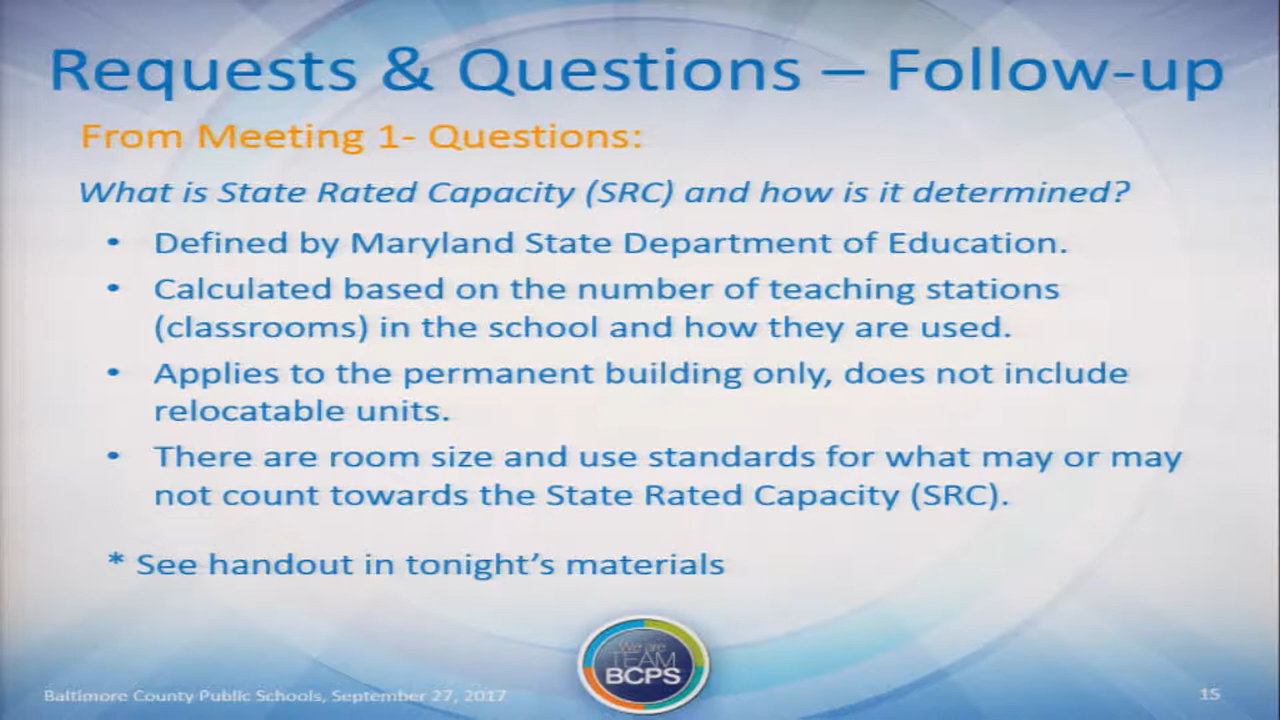 Requests & Questions – Follow-up
From Meeting 1- Questions:
What is State Rated Capacity (SRC) and how is it determined?
• Defined by Maryland State Department of Education.
• Calculated based on the number of teaching stations
(classrooms) in the school and how they are used.
• Applies to the permanent building only, does not include
relocatable units.
• There are room size and use standards for what may or may
not count towards the State Rated Capacity (SRC).
* See handout in tonight’s materials
We are
TEAM
BCPS
Baltimore County Public Schools, September 27, 2017
15